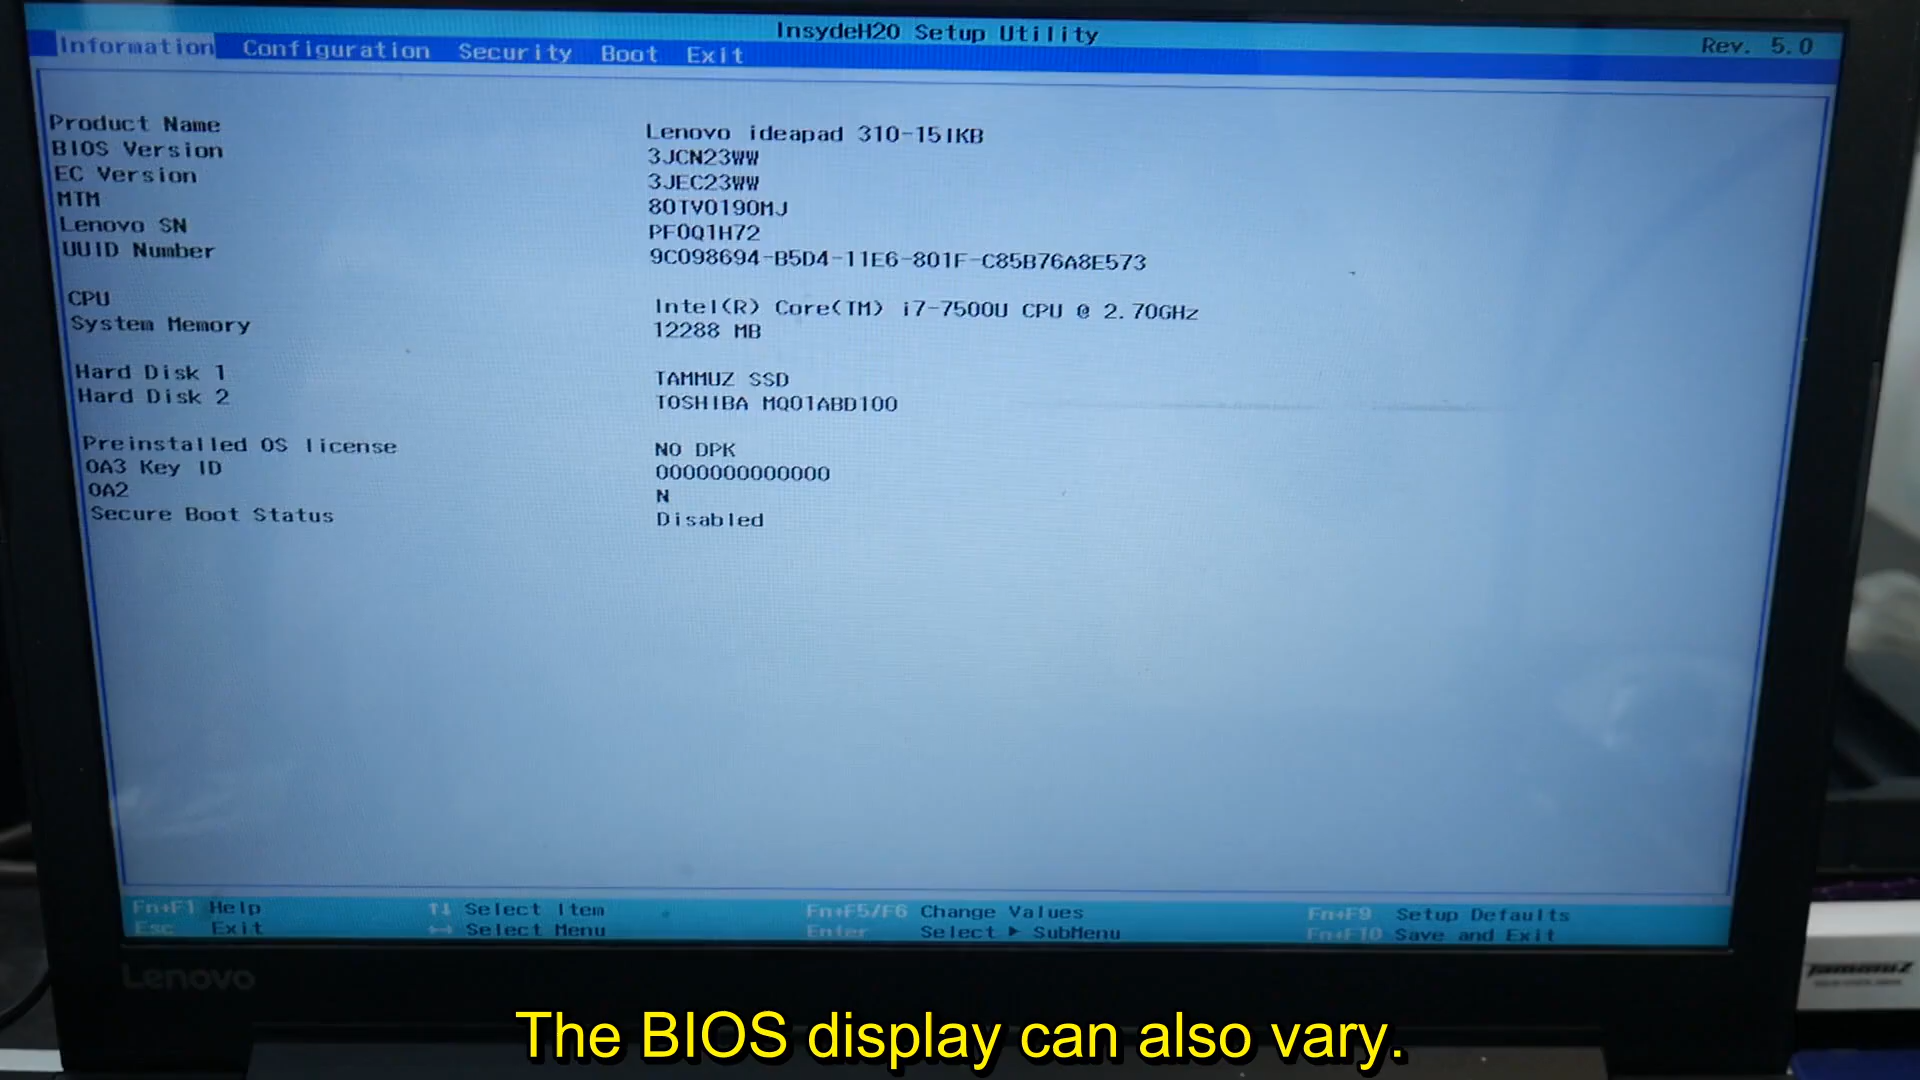 InsydeH20 Setup Utility
Rev. 5.0
Information Configuration Security Boot Exit
Product Name Lenovo ideapad 310-15IKB
BIOS Version 3JCN23WW
EC Version 3JEC23WW
MTM 80TV0190MJ
Lenovo SN PF0Q1H72
UUID Number 9C098694-B5D4-11E6-801F-C85B76A8E573
CPU Intel(R) Core(TM) i7-7500U CPU @ 2.70GHz
System Memory 12288 MB
Hard Disk 1 TAMMUZ SSD
Hard Disk 2 TOSHIBA MQ01ABD100
Preinstalled OS license NO DPK
OA3 Key ID 0000000000000
OA2 N
Secure Boot Status Disabled
Fn+F1 Help ↑↓ Select Item Fn+F5/F6 Change Values Fn+F9 Setup Defaults
Esc Exit ↔ Select Menu Enter Select ▶ SubMenu Fn+F10 Save and Exit
Lenovo
TAMMUZ
The BIOS display can also vary.